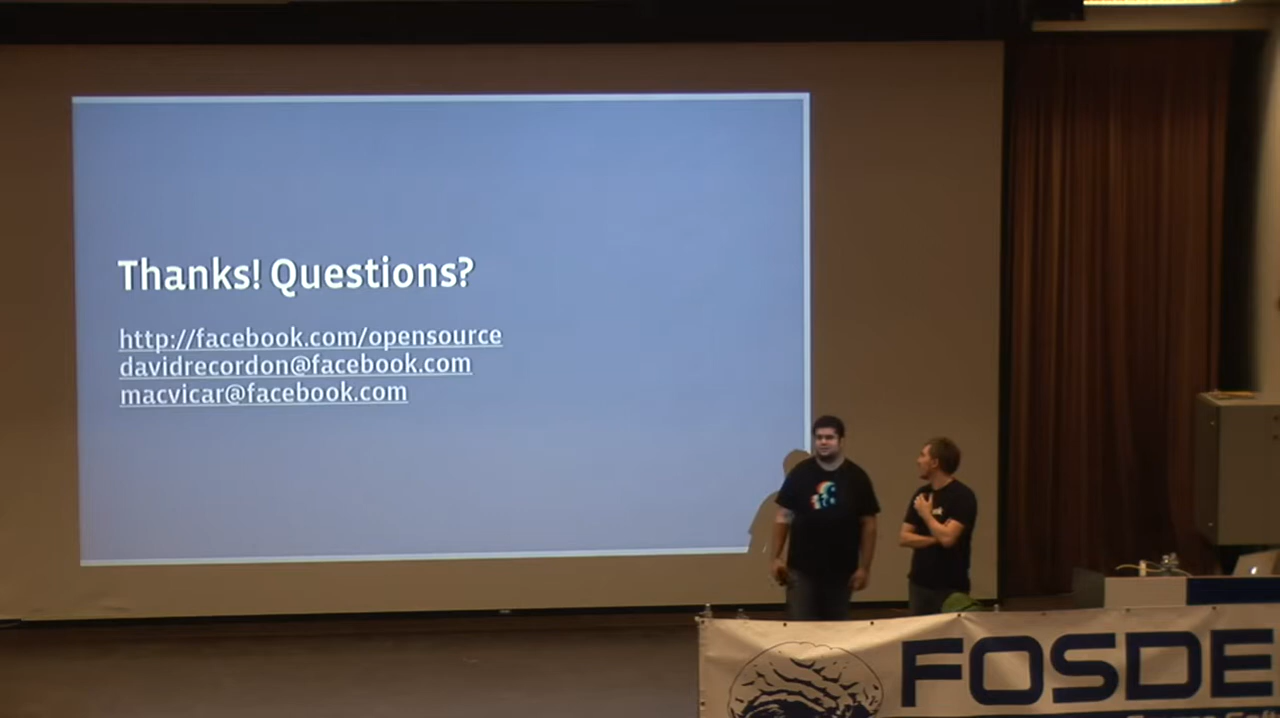 Thanks! Questions?
http://facebook.com/opensource
davidrecordon@facebook.com
macvicar@facebook.com
FOSDE